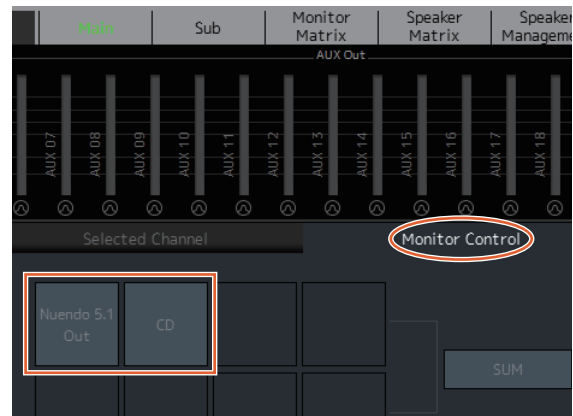 Main
Sub
Monitor
Matrix
Speaker
Matrix
Speaker
Manageme
AUX Out
AUX 07
AUX 08
AUX 09
AUX 10
AUX 11
AUX 12
AUX 13
AUX 14
AUX 15
AUX 16
AUX 17
AUX 18
Selected Channel
Monitor Control
Nuendo 5.1
Out
CD
SUM